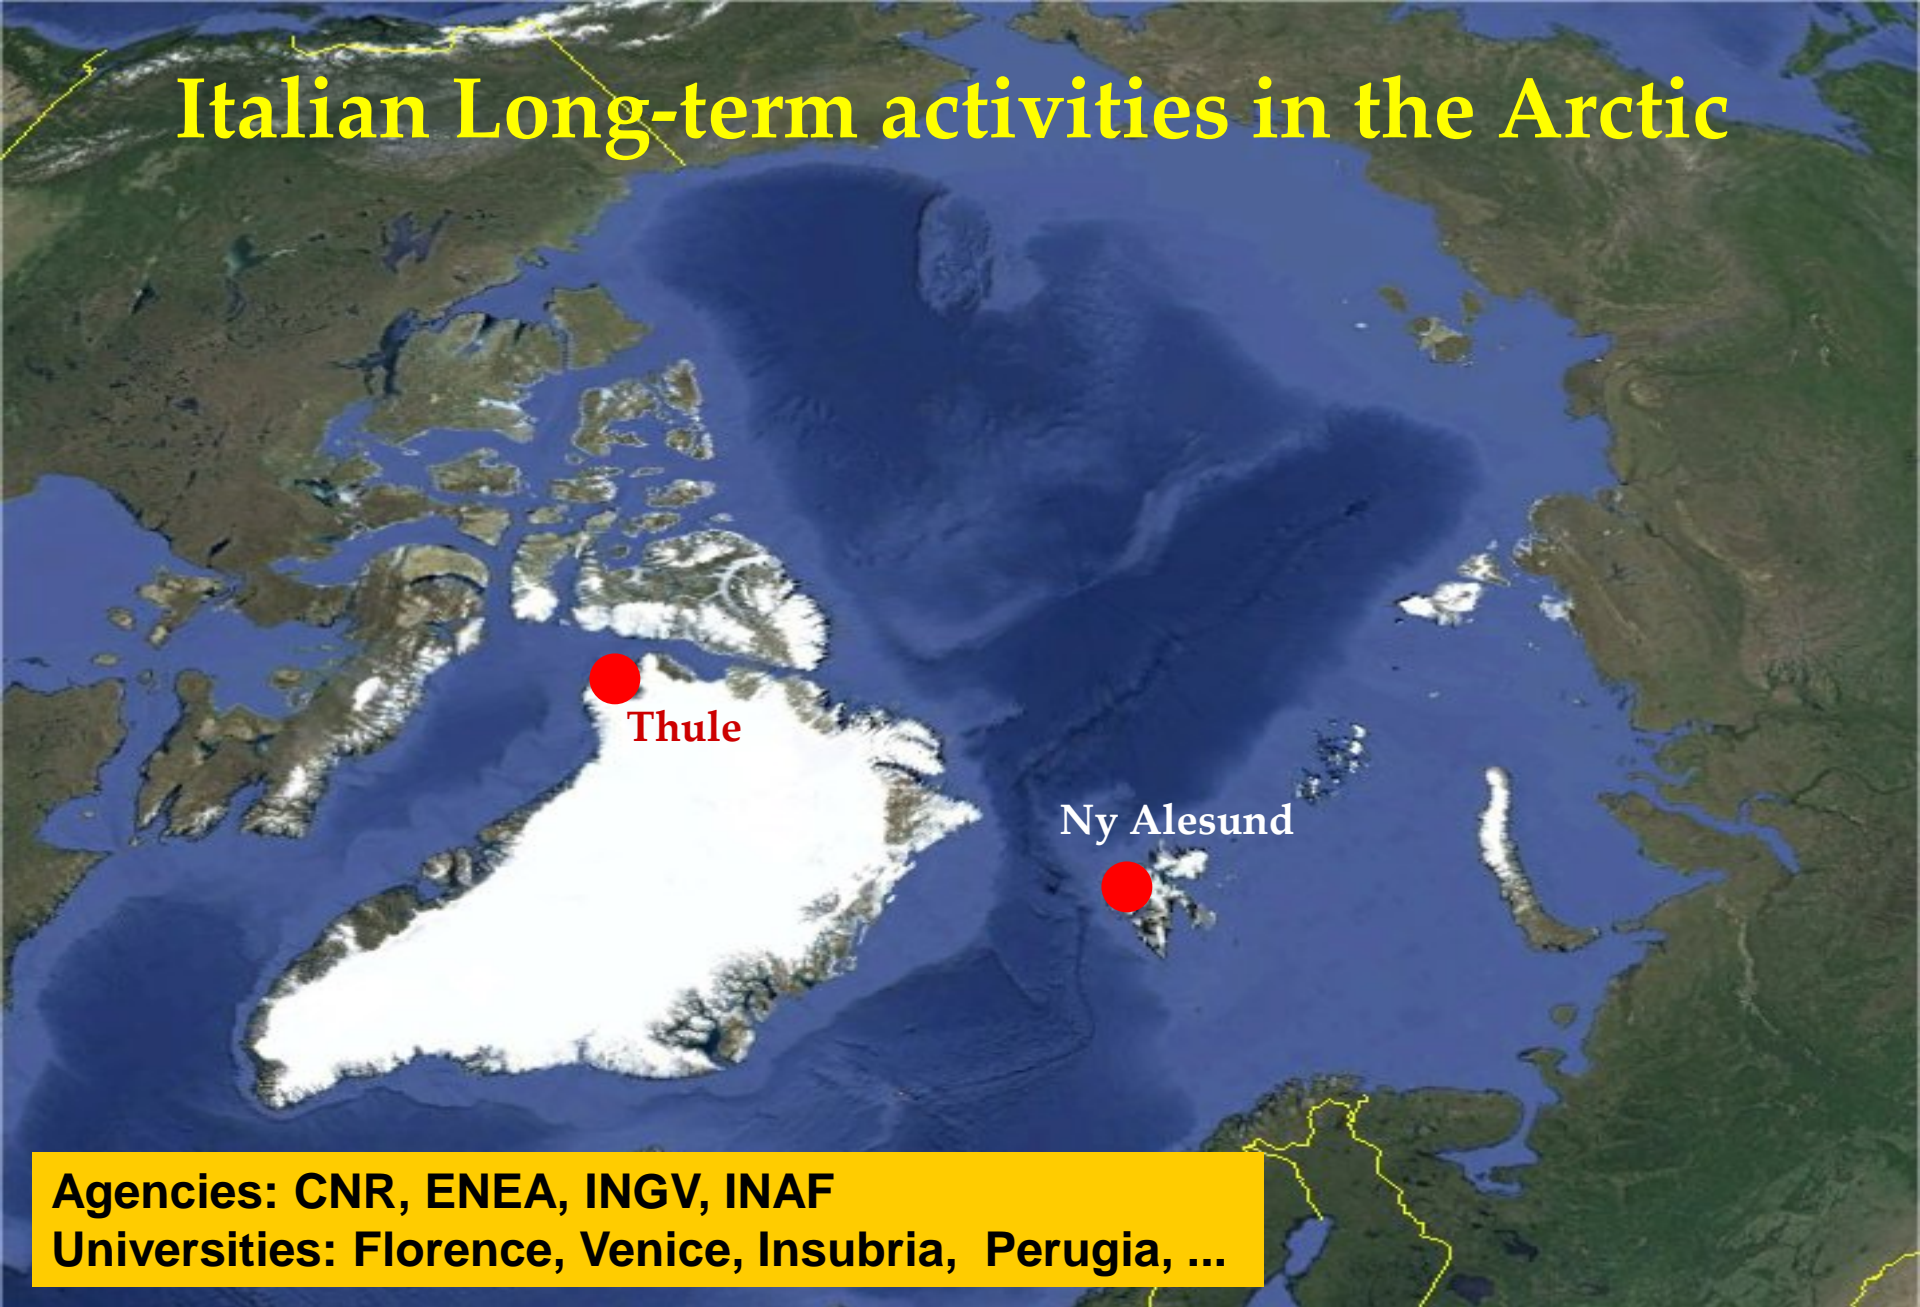 Italian Long-term activities in the Arctic
Thule
Ny Alesund
Agencies: CNR, ENEA, INGV, INAF
Universities: Florence, Venice, Insubria,  Perugia, ...